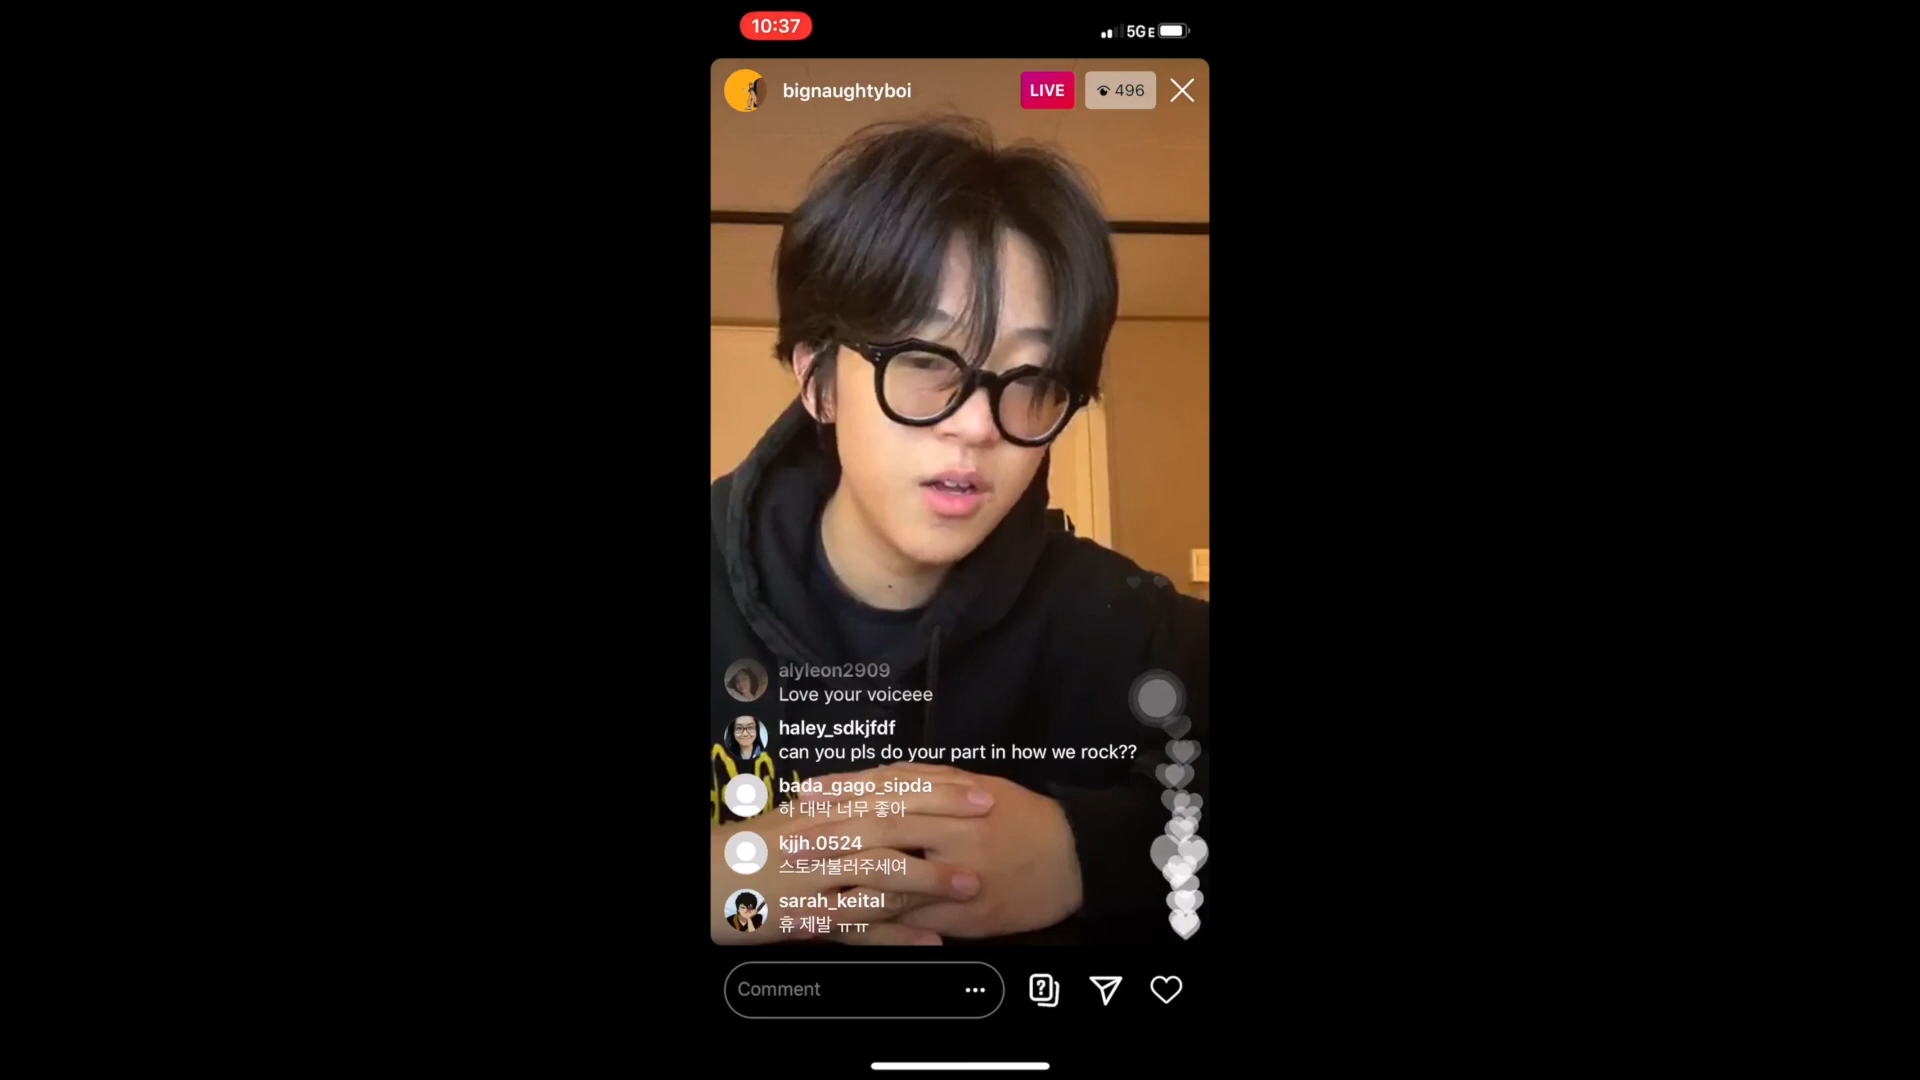 10:37
5GE
bignaughtyboi
LIVE
496
alyleon2909
Love your voiceee
haley_sdkjfdf
can you pls do your part in how we rock??
bada_gago_sipda
하 대박 너무 좋아
kjjh.0524
스토커불러주세여
sarah_keital
휴 제발 ㅠㅠ
Comment